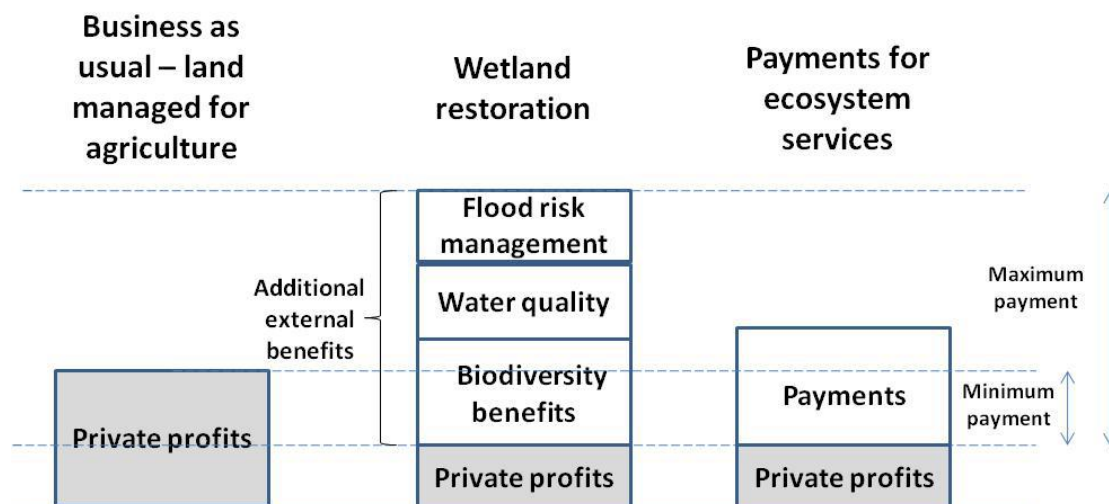 Business as
usual – land
managed for
agriculture
Wetland
restoration
Payments for
ecosystem
services
Flood risk
management
Water quality
Biodiversity
benefits
Private profits
Additional
external
benefits
Private profits
Payments
Private profits
Maximum
payment
Minimum
payment